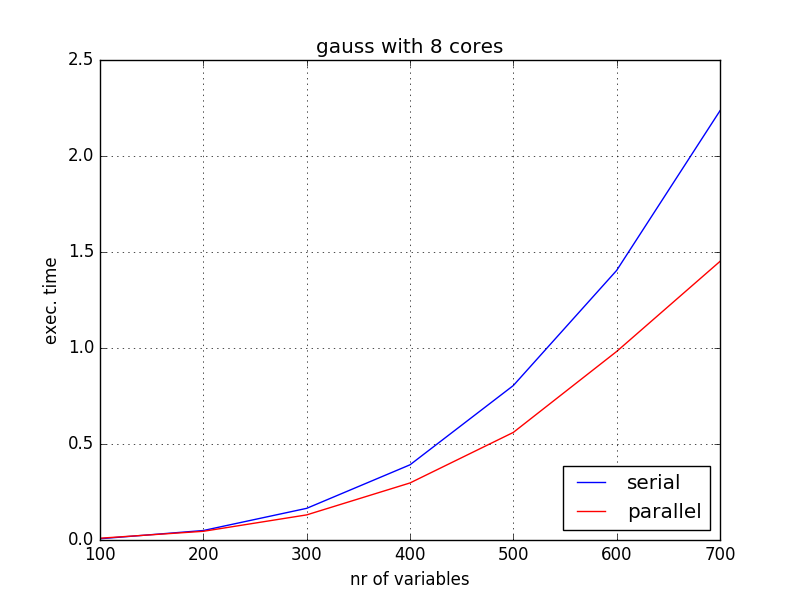 gauss with 8 cores
2.5
2.0
1.5
1.0
0.5
0.0
exec. time
100 200 300 400 500 600 700
nr of variables
serial
parallel